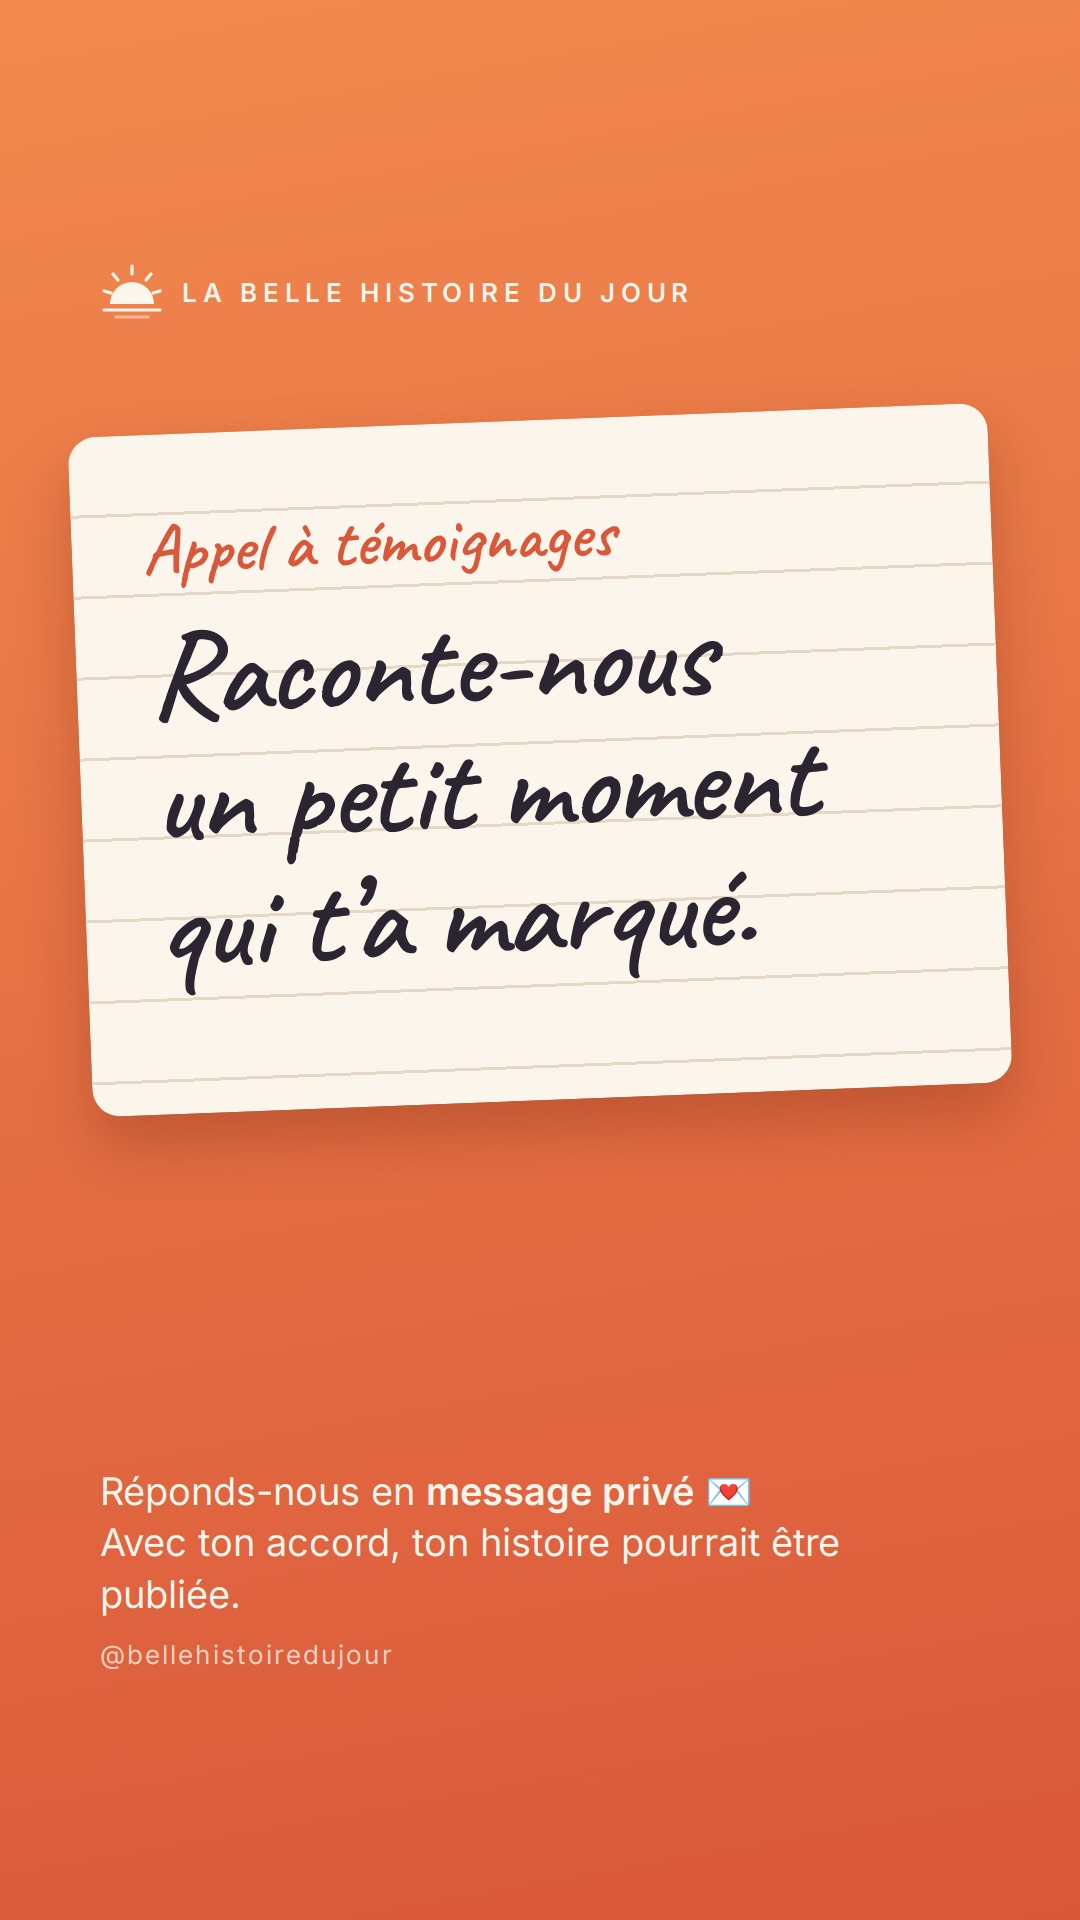 LA BELLE HISTOIRE DU JOUR
Appel à témoignages
Raconte-nous
un petit moment
qui t’a marqué.
Réponds-nous en message privé 💌
Avec ton accord, ton histoire pourrait être
publiée.
@bellehistoiredujour